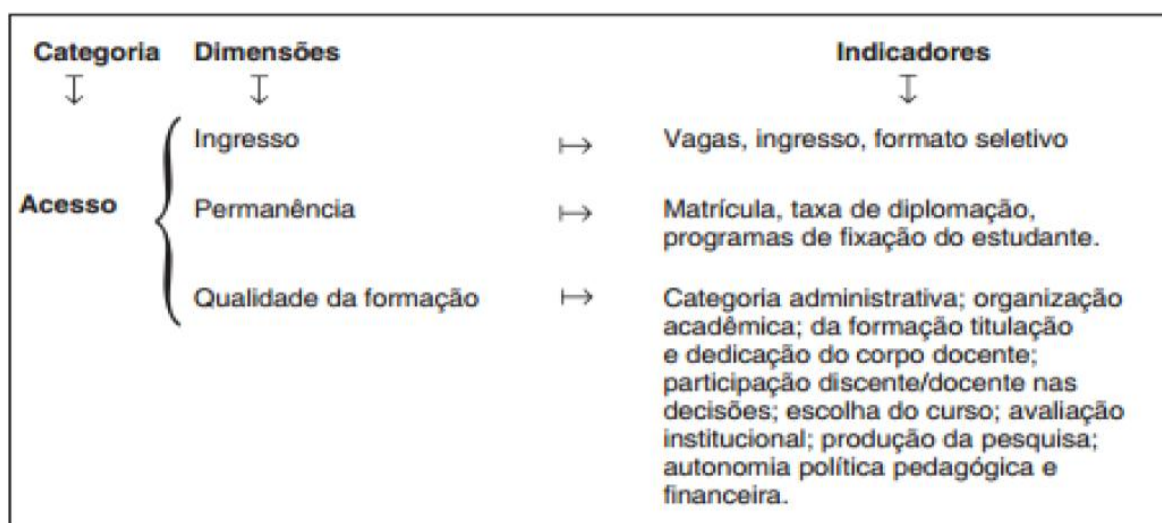 Categoria Dimensões Indicadores
Ingresso Vagas, ingresso, formato seletivo
Acesso Permanência Matrícula, taxa de diplomação,
programas de fixação do estudante.
Qualidade da formação Categoria administrativa; organização
acadêmica; da formação titulação
e dedicação do corpo docente;
participação discente/docente nas
decisões; escolha do curso; avaliação
institucional; produção da pesquisa;
autonomia política pedagógica e
financeira.